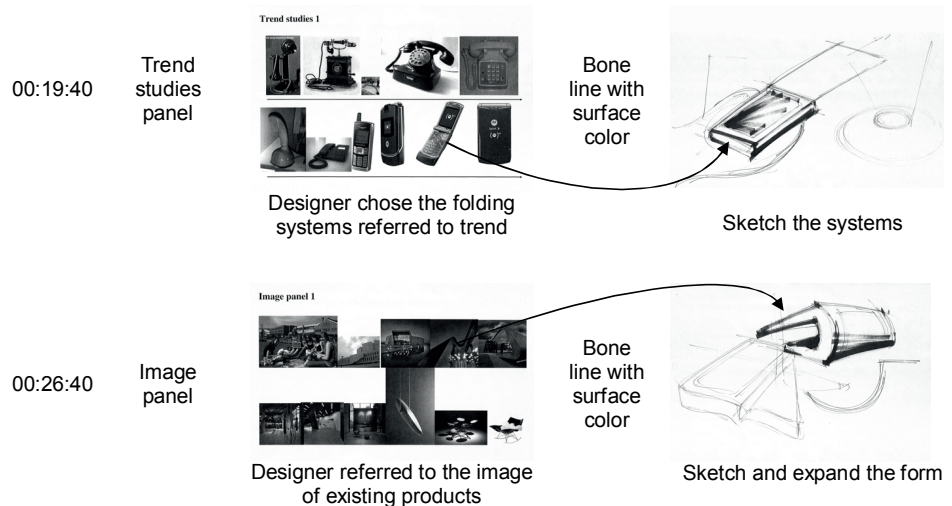 Trend studies 1
00:19:40
Trend
studies
panel
Bone
line with
surface
color
Designer chose the folding
systems referred to trend
Sketch the systems
Image panel 1
00:26:40
Image
panel
Bone
line with
surface
color
Designer referred to the image
of existing products
Sketch and expand the form